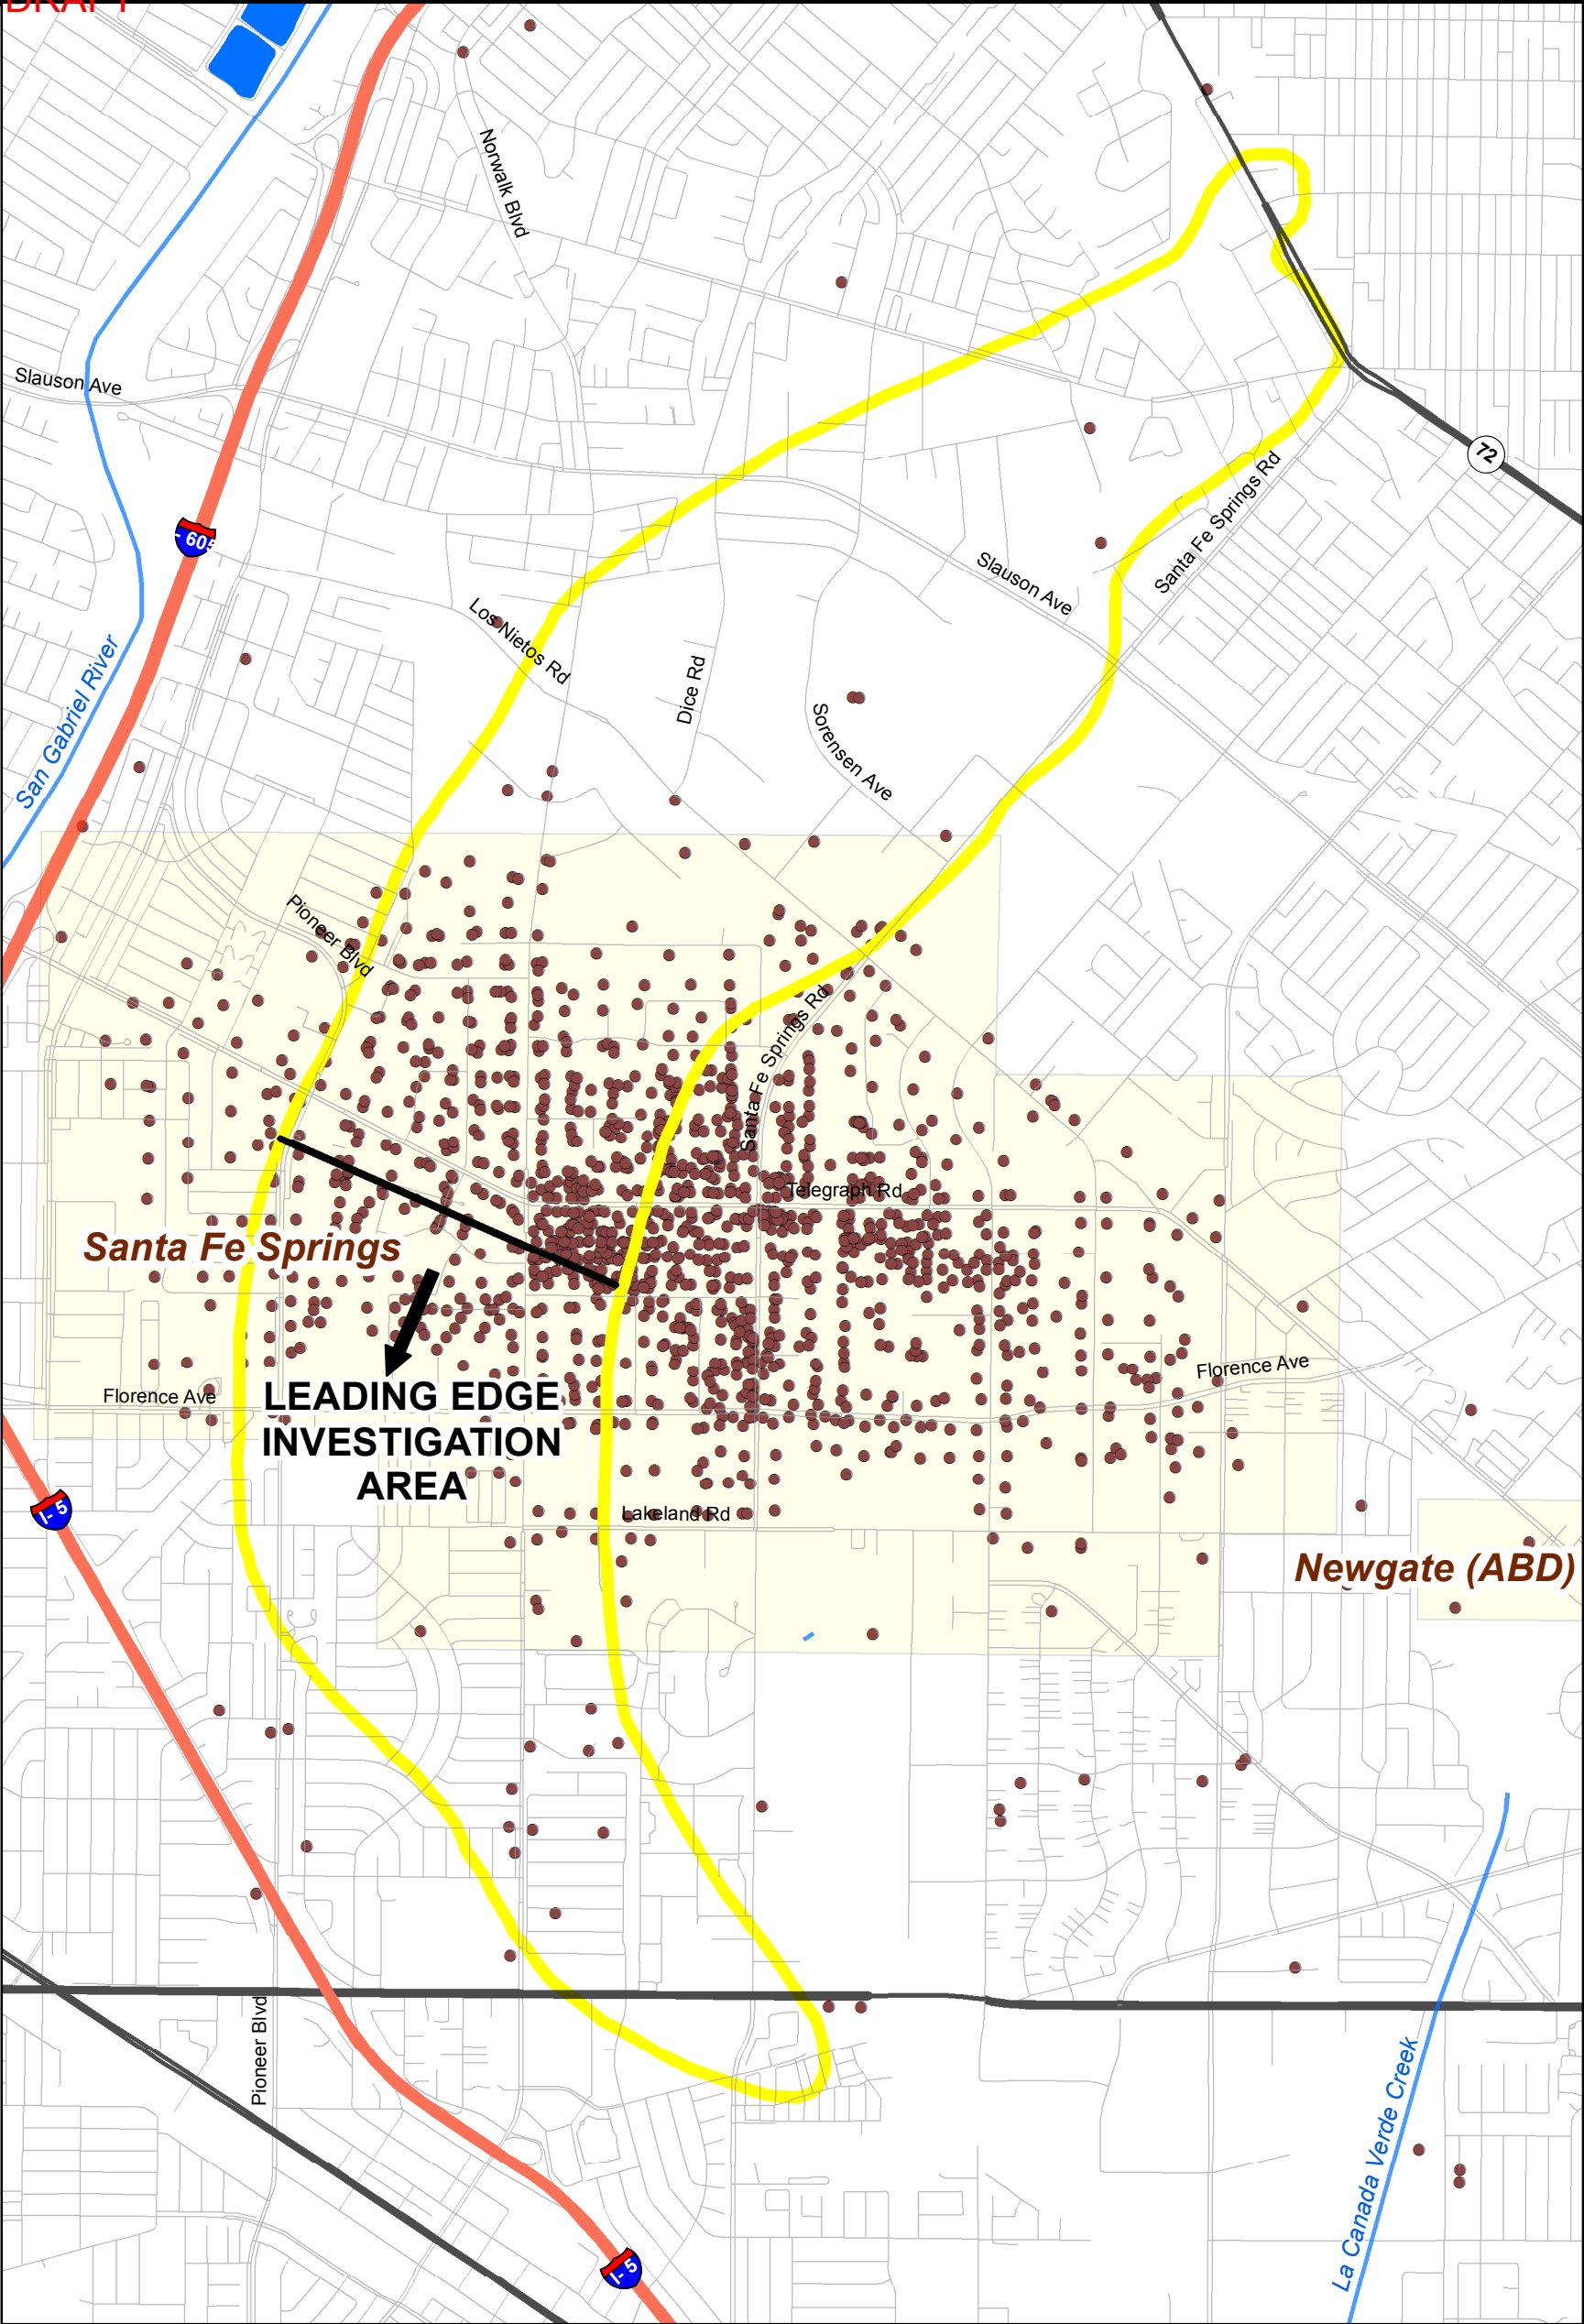 DRAFT
Norwalk Blvd
Slauson Ave
72
Santa Fe Springs Rd
I- 605
Slauson Ave
Los Nietos Rd
Dice Rd
San Gabriel River
Sorensen Ave
Pioneer Blvd
Santa Fe Springs Rd
Telegraph Rd
Santa Fe Springs
Florence Ave
Florence Ave
LEADING EDGE
INVESTIGATION
AREA
I- 5
Lakeland Rd
Newgate (ABD)
Pioneer Blvd
La Canada Verde Creek
I- 5